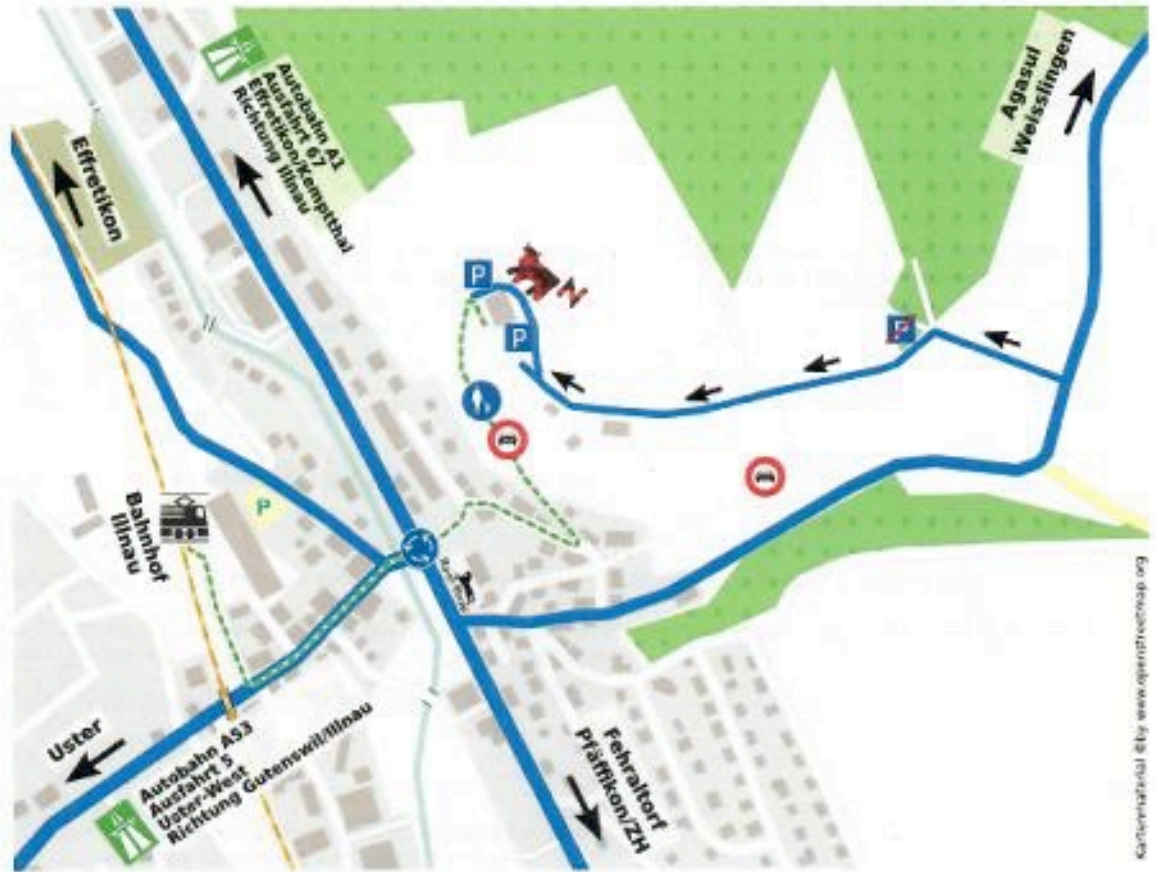 Autobahn A1
Ausfahrt 67
Effretikon/Kemptthal
Richtung Illnau
Agasul
Weisslingen
Effretikon
P
N
P
P
P
Bahnhof
Illnau
Uster
Autobahn A53
Ausfahrt 5
Uster-West
Richtung Gutenswil/Illnau
Fehraltorf
Pfäffikon/ZH
Kartenmaterial ©by www.openstreetmap.org